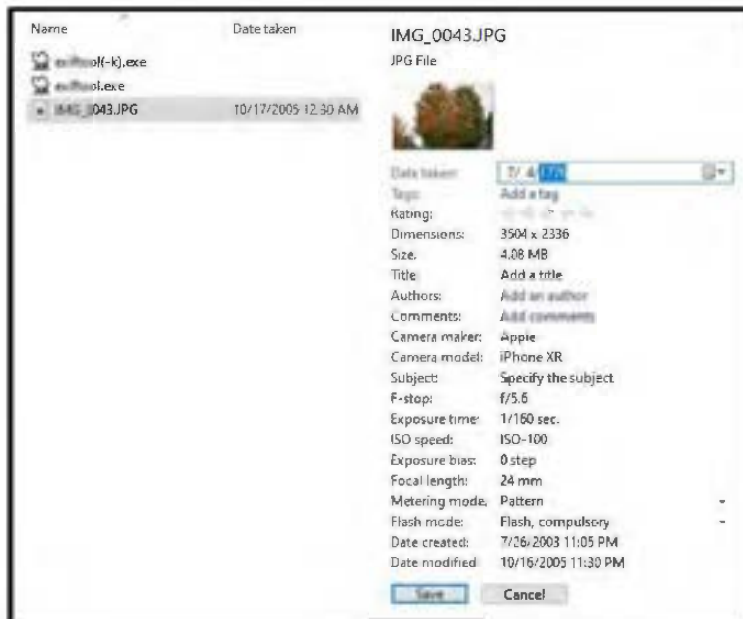 Name Date taken
exiftool(-k).exe
exiftool.exe
IMG_0043.JPG 10/17/2005 12:30 AM
IMG_0043.JPG
JPG File
Date taken: 7/ 4/
Tags: Add a tag
Rating:
Dimensions: 3504 x 2336
Size: 4.08 MB
Title: Add a title
Authors: Add an author
Comments: Add comments
Camera maker: Apple
Camera model: iPhone XR
Subject: Specify the subject
F-stop: f/5.6
Exposure time: 1/160 sec.
ISO speed: ISO-100
Exposure bias: 0 step
Focal length: 24 mm
Metering mode: Pattern
Flash mode: Flash, compulsory
Date created: 7/26/2003 11:05 PM
Date modified: 10/16/2005 11:30 PM
Save Cancel